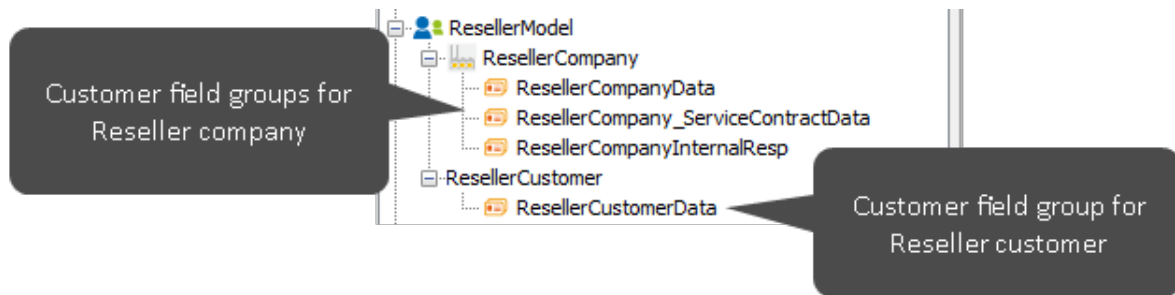 ResellerModel
ResellerCompany
Customer field groups for
Reseller company
ResellerCompanyData
ResellerCompany_ServiceContractData
ResellerCompanyInternalResp
ResellerCustomer
ResellerCustomerData
Customer field group for
Reseller customer